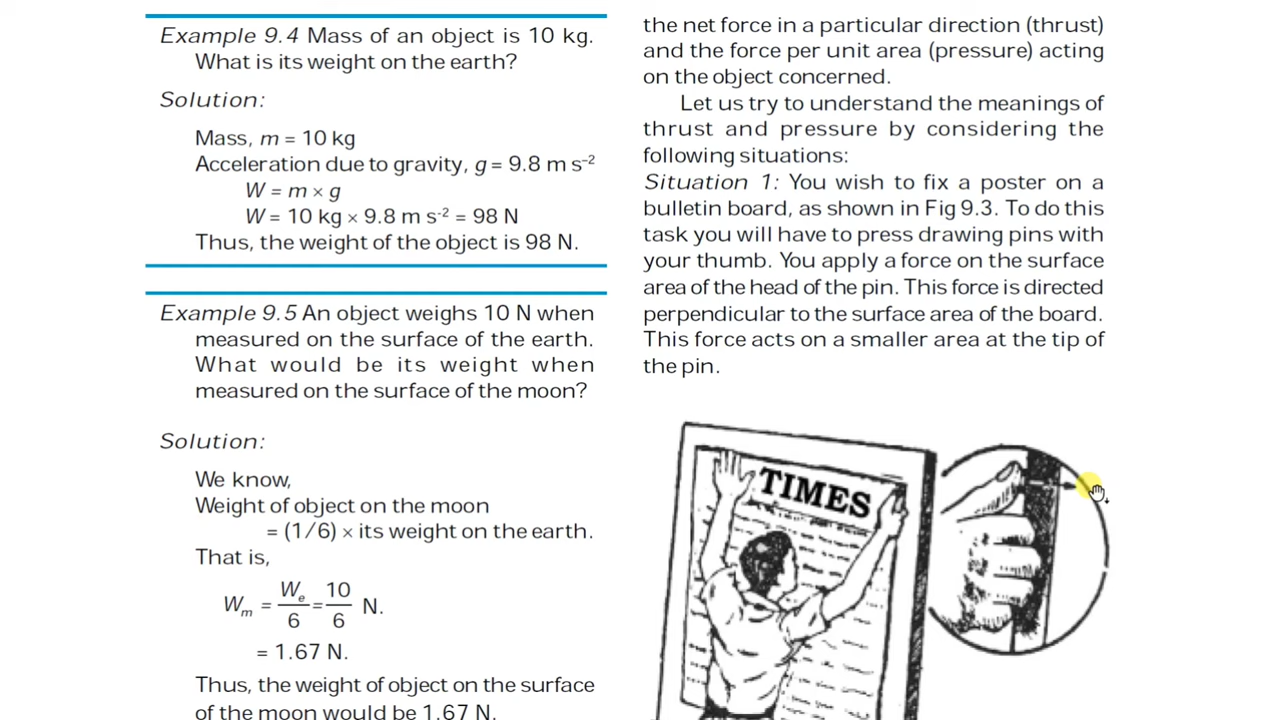 Example 9.4 Mass of an object is 10 kg.
What is its weight on the earth?
Solution:
Mass, m = 10 kg
Acceleration due to gravity, g = 9.8 m s⁻²
W = m × g
W = 10 kg × 9.8 m s⁻² = 98 N
Thus, the weight of the object is 98 N.
Example 9.5 An object weighs 10 N when
measured on the surface of the earth.
What would be its weight when
measured on the surface of the moon?
Solution:
We know,
Weight of object on the moon
= (1/6) × its weight on the earth.
That is,
Wₘ = Wₑ/6 = 10/6 N.
= 1.67 N.
Thus, the weight of object on the surface
of the moon would be 1.67 N.
the net force in a particular direction (thrust)
and the force per unit area (pressure) acting
on the object concerned.
Let us try to understand the meanings of
thrust and pressure by considering the
following situations:
Situation 1: You wish to fix a poster on a
bulletin board, as shown in Fig 9.3. To do this
task you will have to press drawing pins with
your thumb. You apply a force on the surface
area of the head of the pin. This force is directed
perpendicular to the surface area of the board.
This force acts on a smaller area at the tip of
the pin.
TIMES